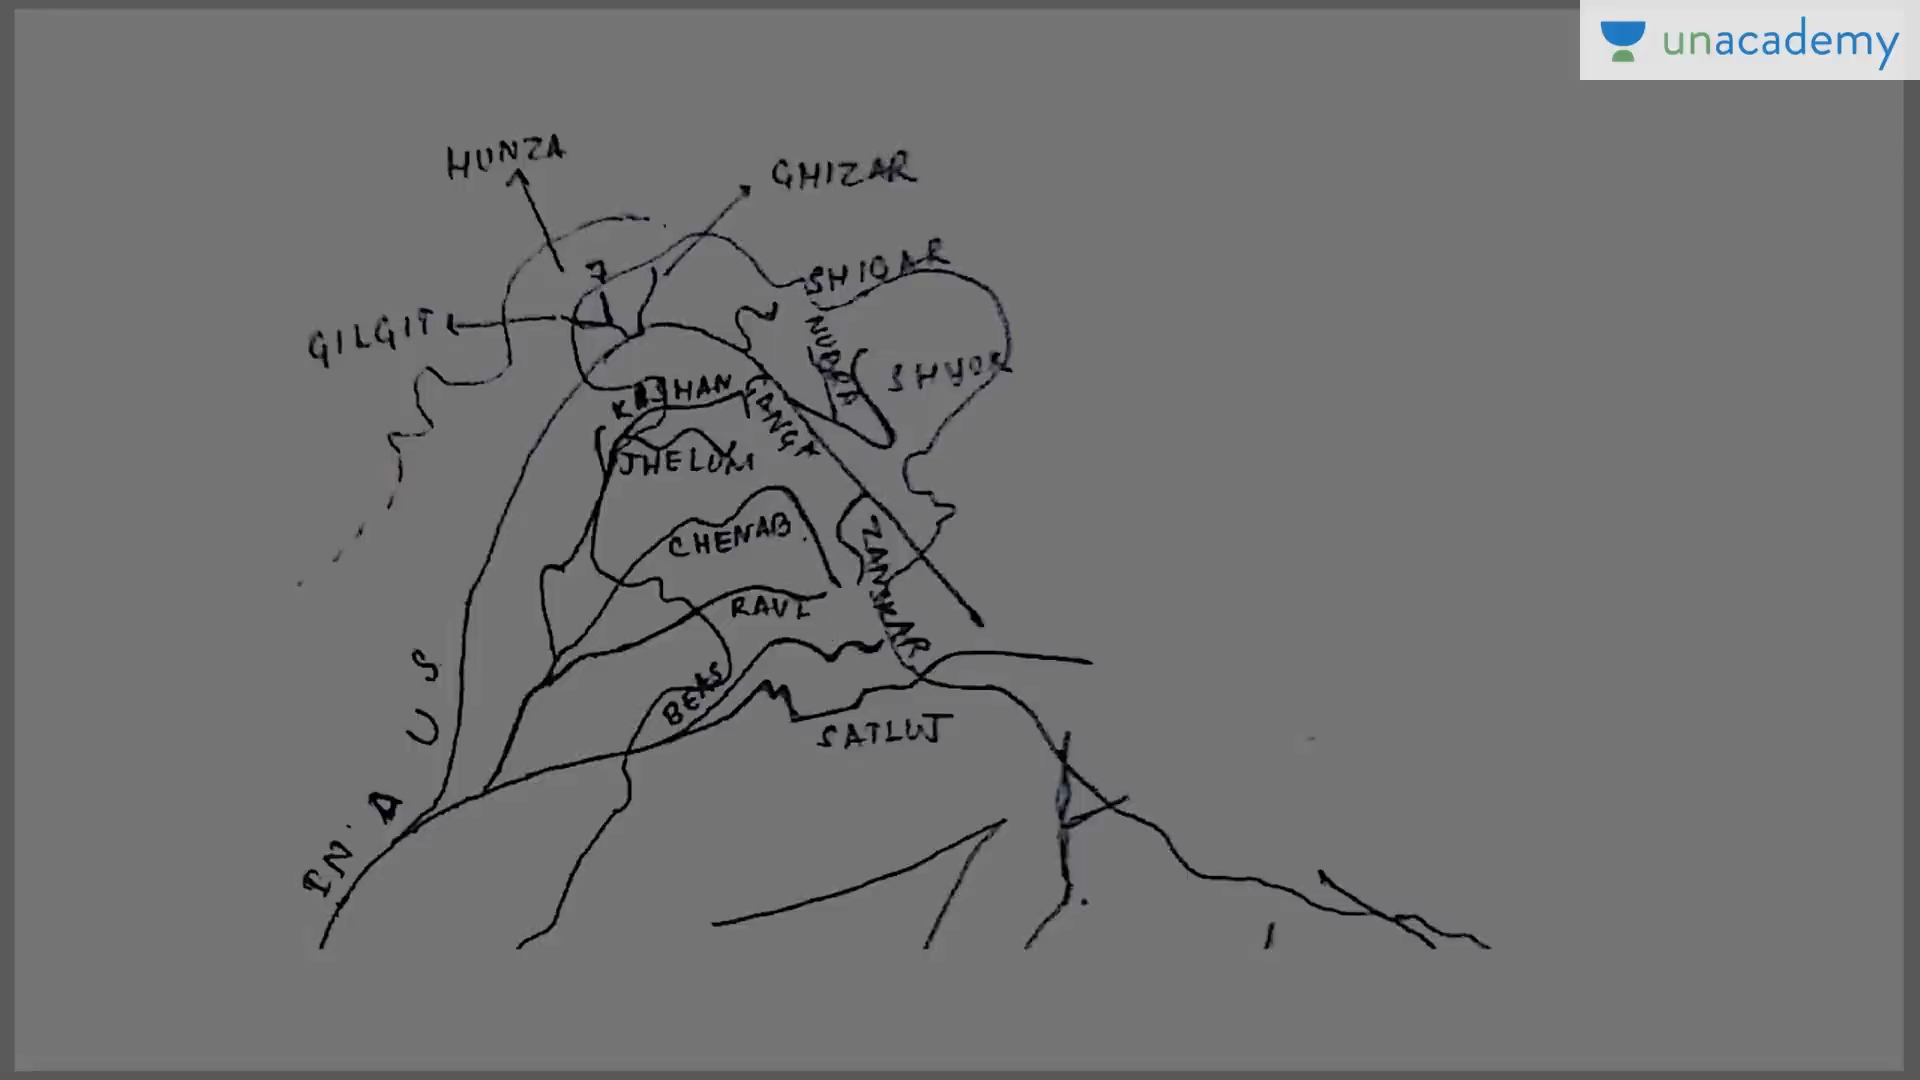 unacademy
HUNZA
GHIZAR
SHIGAR
GILGIT
NUBRA
SHYOK
KISHAN
GANGA
JHELUM
CHENAB
ZANSKAR
RAVI
BEAS
SATLUJ
INDUS